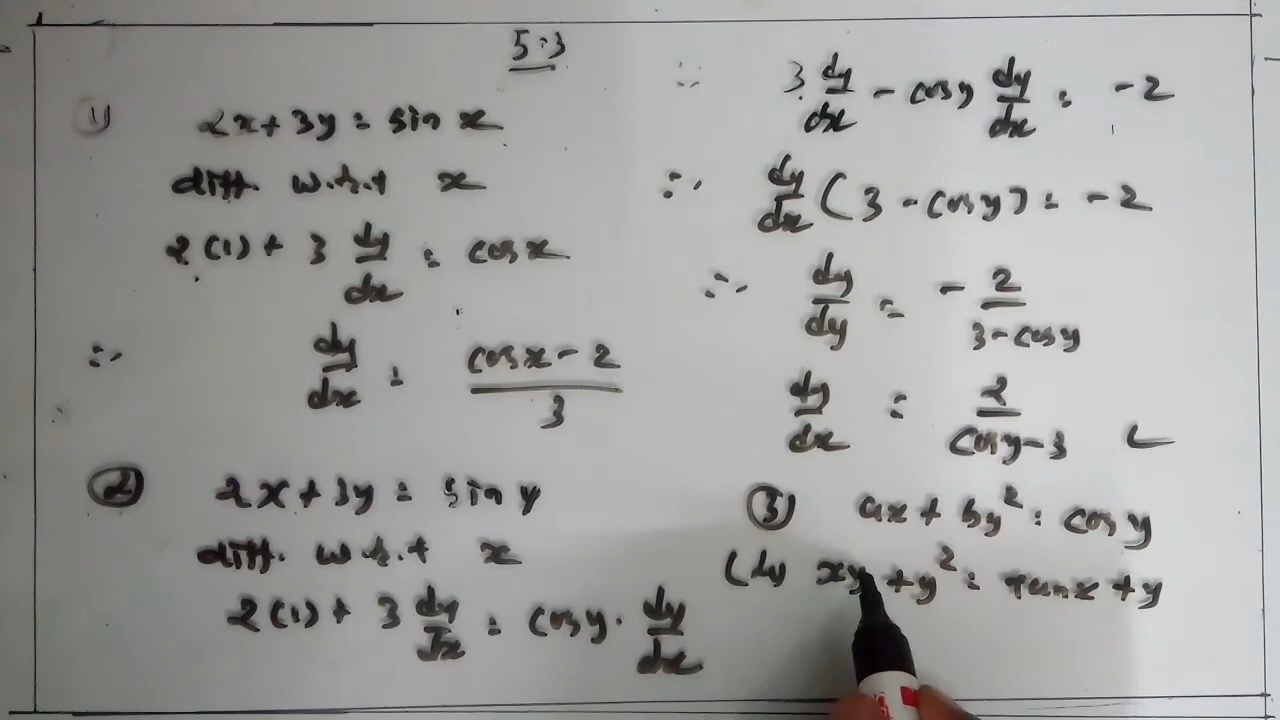 5.3
1) 2x + 3y = sin x
diff. w.r.t x
2(1) + 3 dy/dx = cos x
∴ dy/dx = (cos x - 2)/3
(2) 2x + 3y = sin y
diff. w.r.t x
2(1) + 3 dy/dx = cos y · dy/dx
∴ 3 dy/dx - cos y dy/dx = -2
∴ dy/dx (3 - cos y) = -2
∴ dy/dy = - 2/(3 - cos y)
dy/dx = 2/(cos y - 3)
(3) ax + by² = cos y
xy + y² = tan x + y